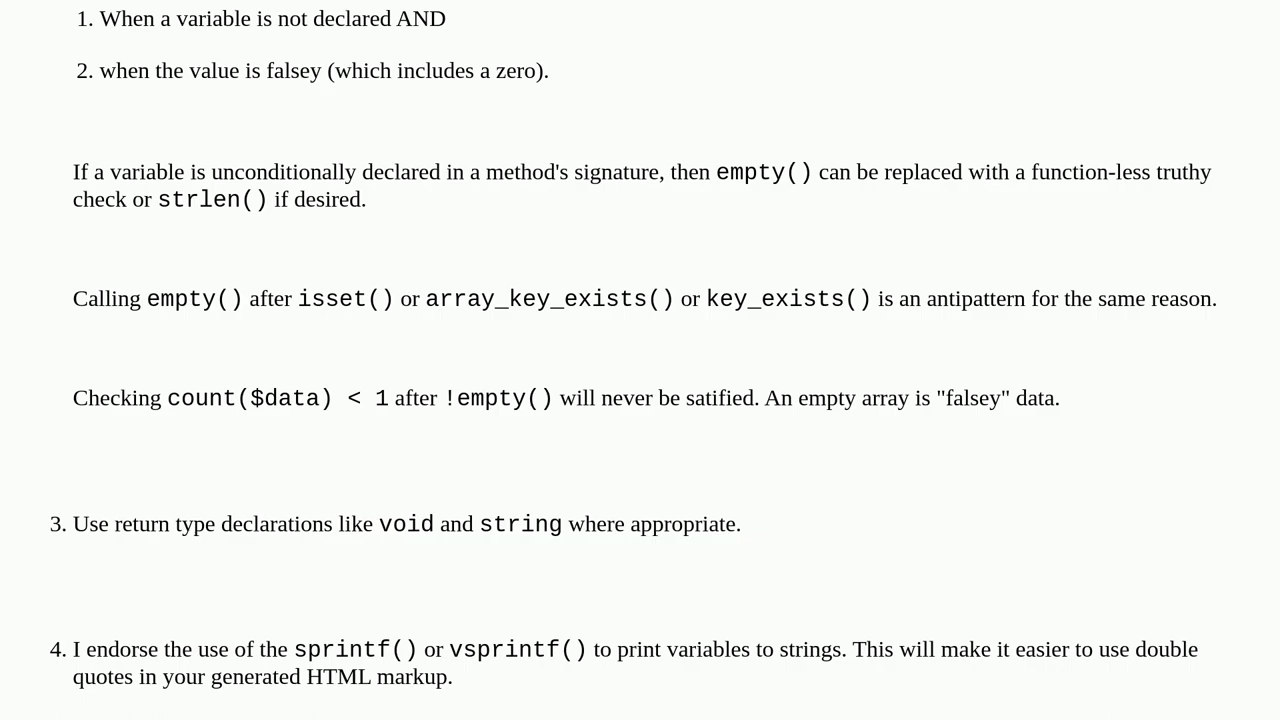 1. When a variable is not declared AND
2. when the value is falsey (which includes a zero).
If a variable is unconditionally declared in a method's signature, then empty() can be replaced with a function-less truthy
check or strlen() if desired.
Calling empty() after isset() or array_key_exists() or key_exists() is an antipattern for the same reason.
Checking count($data) < 1 after !empty() will never be satified. An empty array is "falsey" data.
3. Use return type declarations like void and string where appropriate.
4. I endorse the use of the sprintf() or vsprintf() to print variables to strings. This will make it easier to use double
quotes in your generated HTML markup.